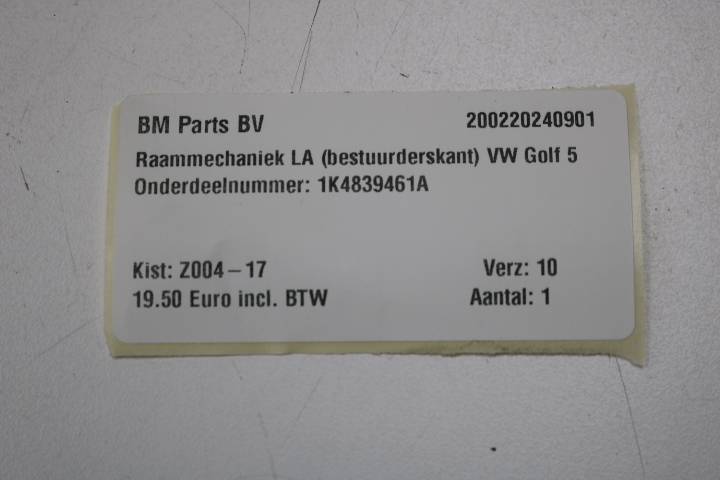 BM Parts BV 200220240901
Raammechaniek LA (bestuurderskant) VW Golf 5
Onderdeelnummer: 1K4839461A
Kist: Z004-17 Verz: 10
19.50 Euro incl. BTW Aantal: 1